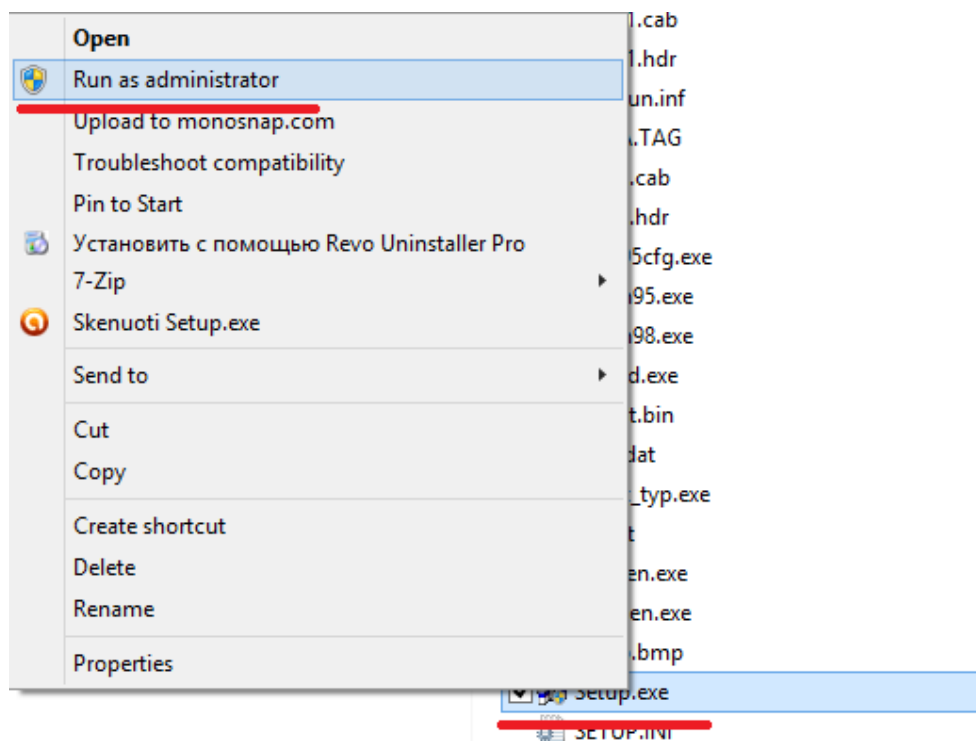 Open
Run as administrator
Upload to monosnap.com
Troubleshoot compatibility
Pin to Start
Установить с помощью Revo Uninstaller Pro
7-Zip
Skenuoti Setup.exe
Send to
Cut
Copy
Create shortcut
Delete
Rename
Properties
1.cab
1.hdr
un.inf
.TAG
.cab
.hdr
95cfg.exe
95.exe
98.exe
d.exe
t.bin
dat
_typ.exe
t
en.exe
en.exe
.bmp
Setup.exe
SETUP.INI